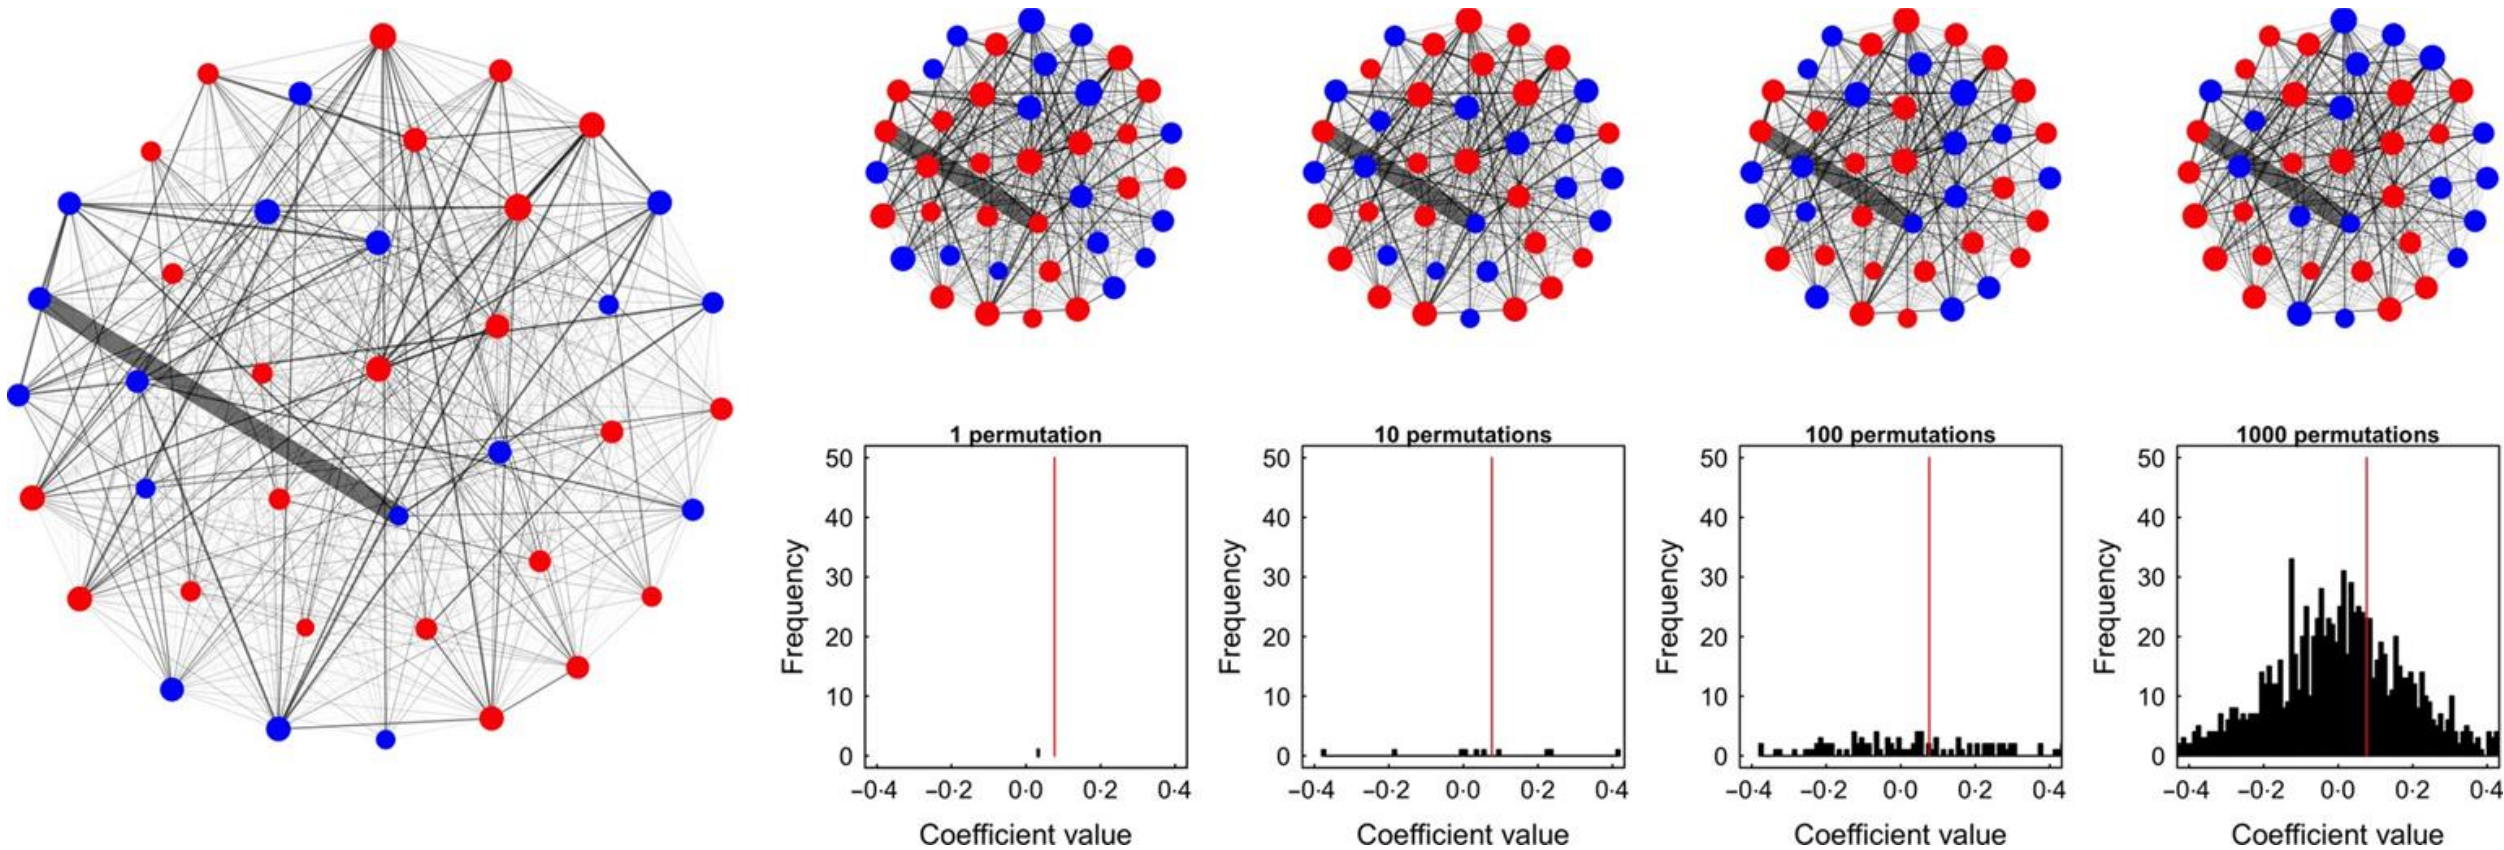 1 permutation
50
40
30
20
10
0
Frequency
−0·4 −0·2 0·0 0·2 0·4
Coefficient value
10 permutations
50
40
30
20
10
0
Frequency
−0·4 −0·2 0·0 0·2 0·4
Coefficient value
100 permutations
50
40
30
20
10
0
Frequency
−0·4 −0·2 0·0 0·2 0·4
Coefficient value
1000 permutations
50
40
30
20
10
0
Frequency
−0·4 −0·2 0·0 0·2 0·4
Coefficient value